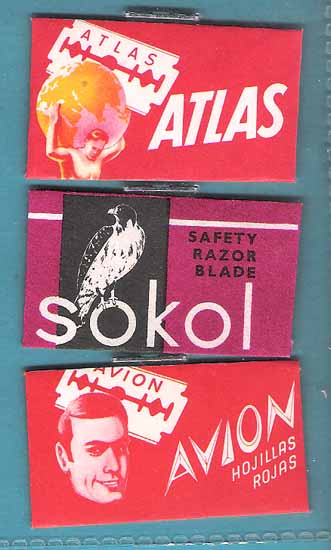 ATLAS
ATLAS
SAFETY
RAZOR
BLADE
sokol
AVION
AVION
HOJILLAS
ROJAS